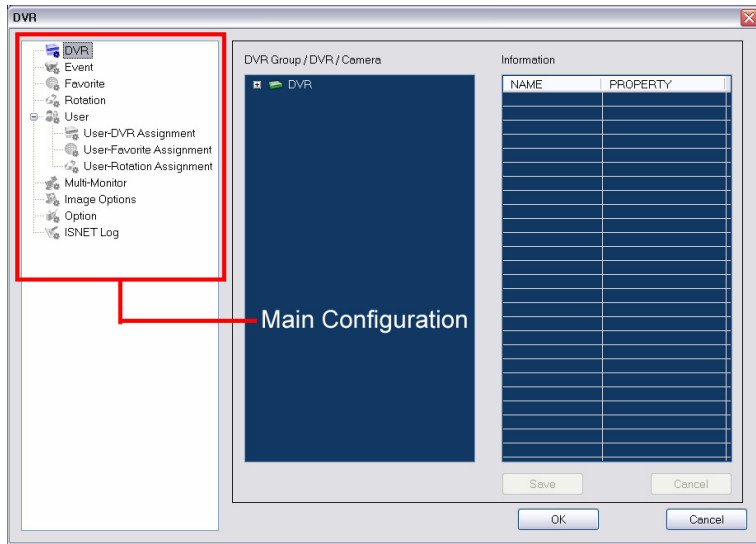 DVR
DVR
Event
Favorite
Rotation
User
User-DVR Assignment
User-Favorite Assignment
User-Rotation Assignment
Multi-Monitor
Image Options
Option
ISNET Log
DVR Group / DVR / Camera
DVR
Main Configuration
Information
NAME PROPERTY
Save Cancel
OK Cancel